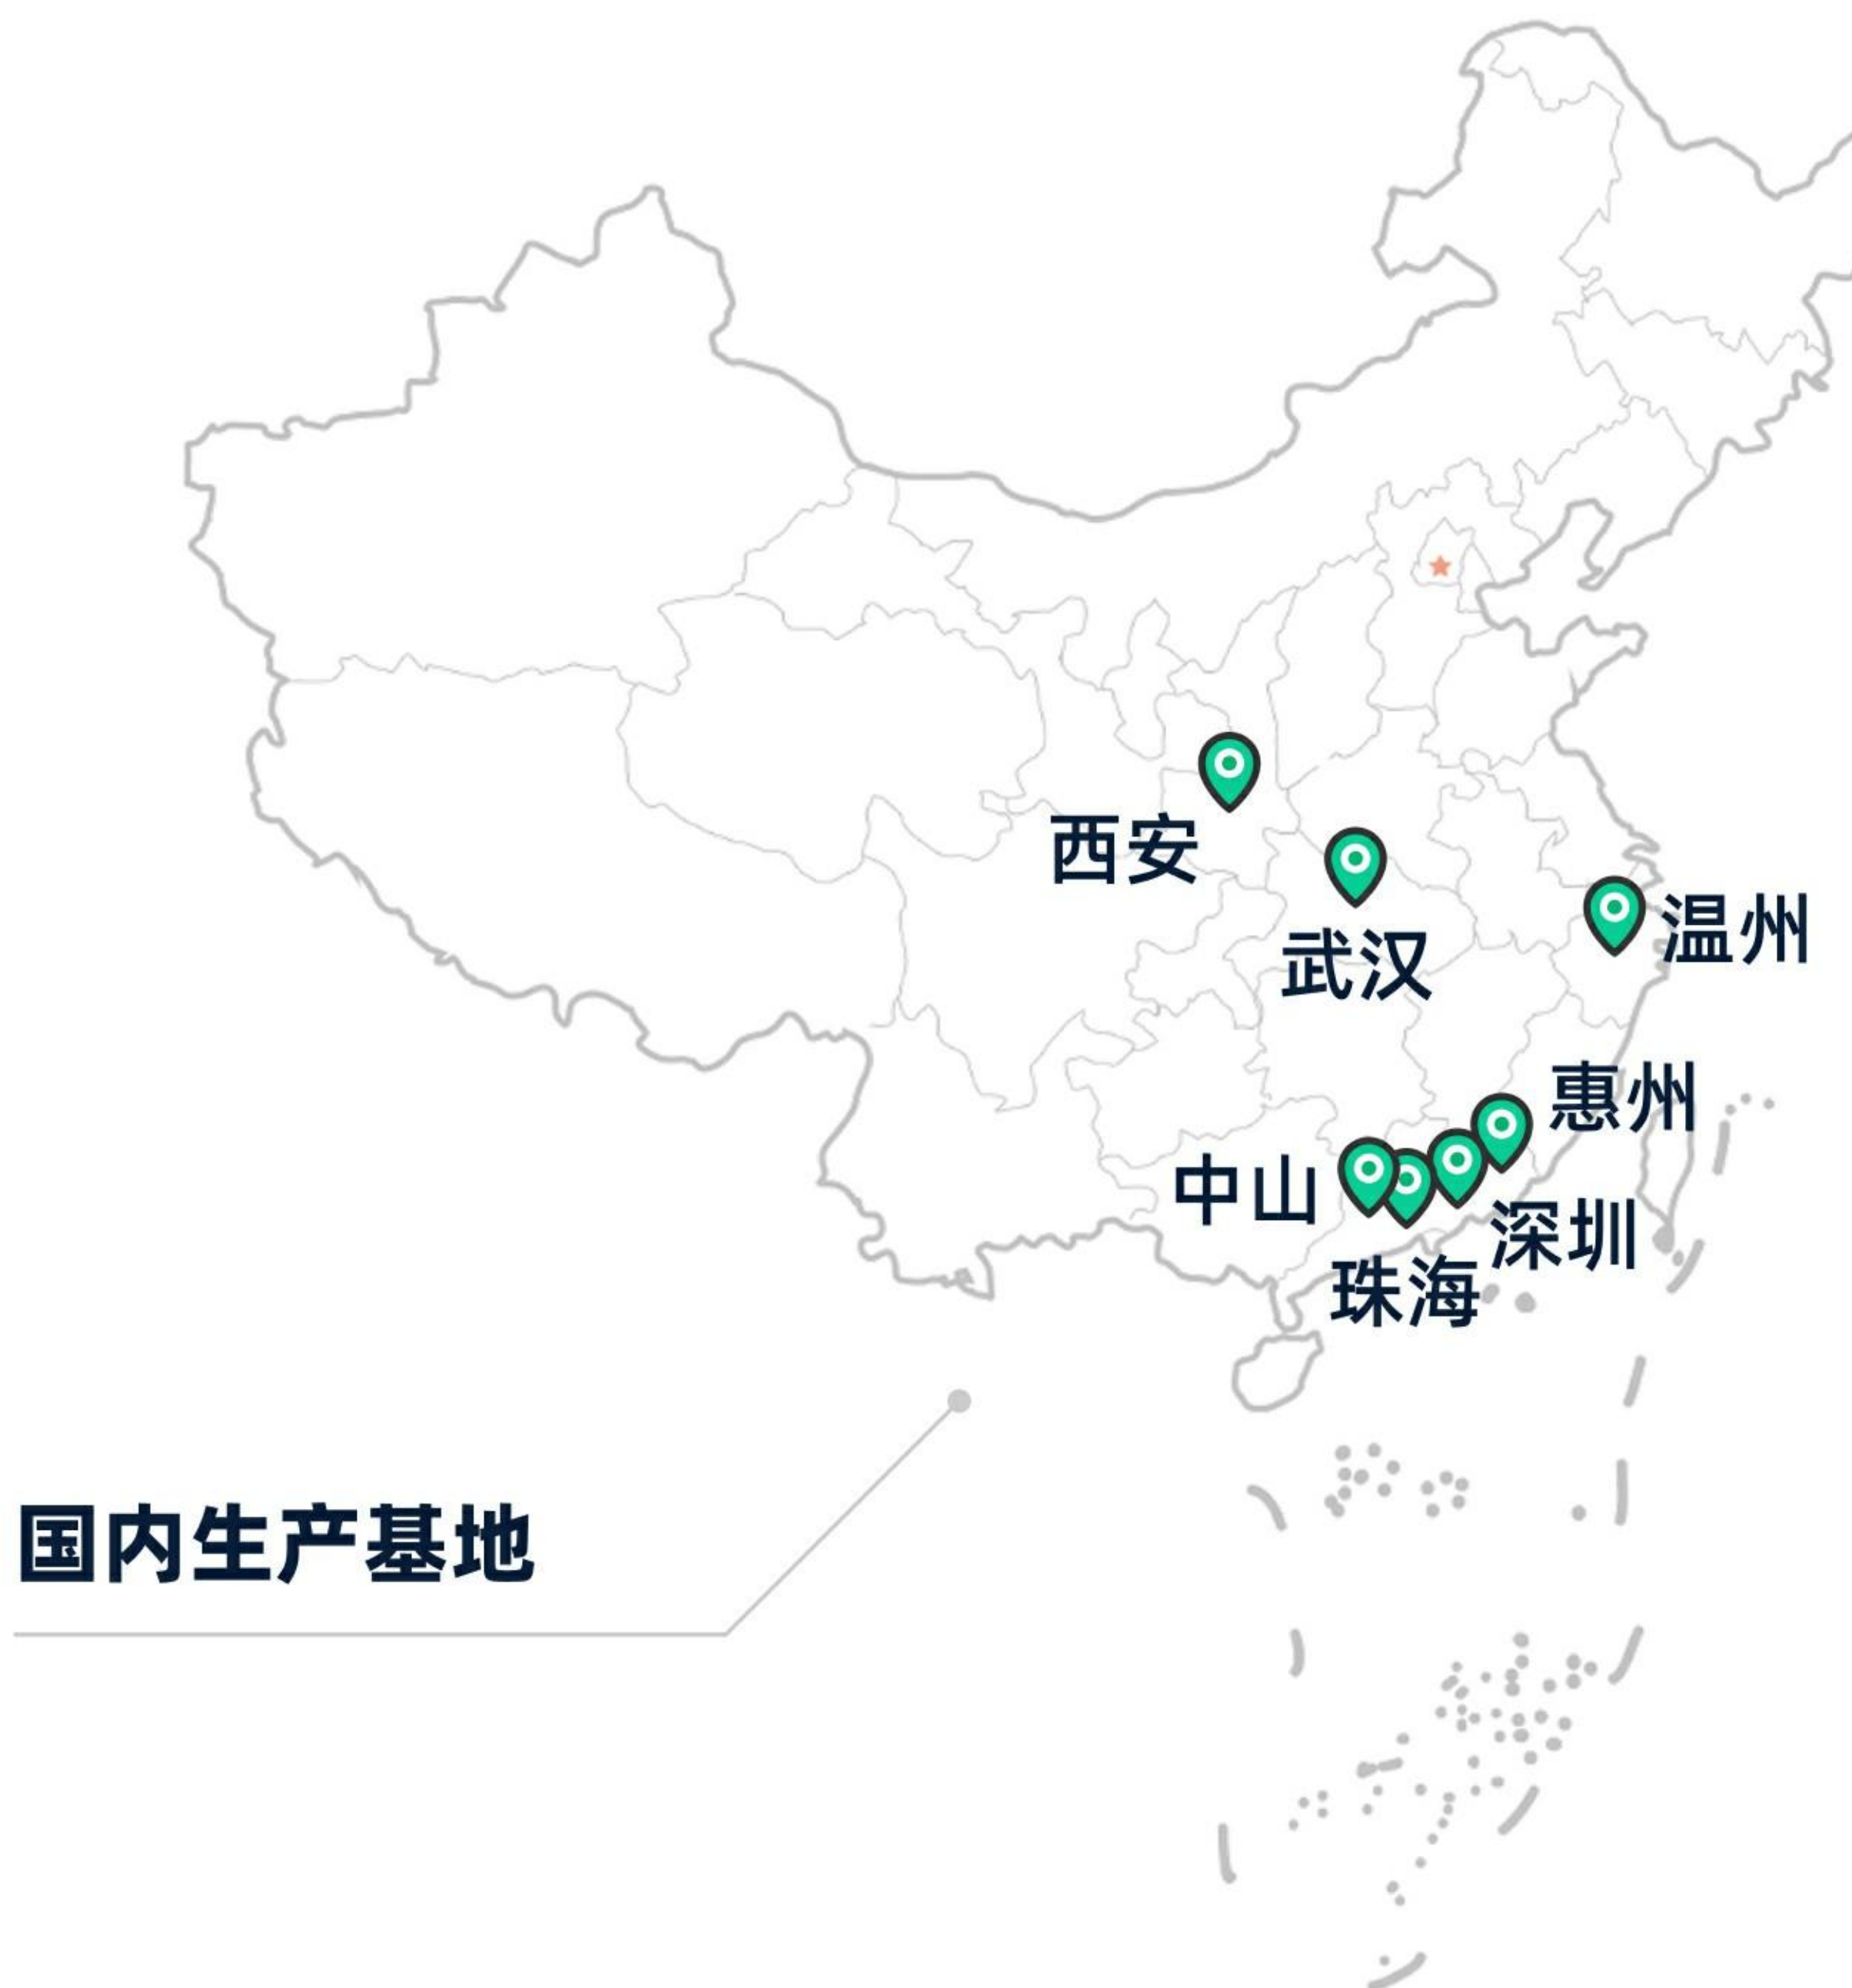 西安
武汉
温州
惠州
中山
深圳
珠海
国内生产基地